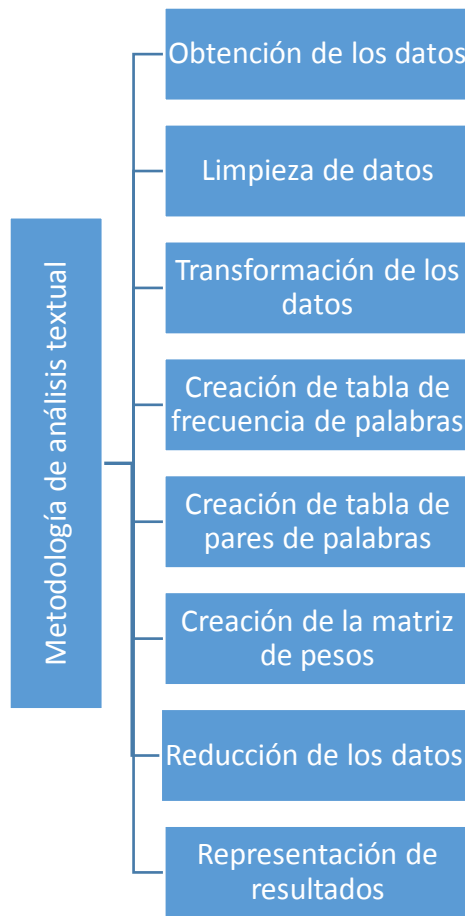 Metodología de análisis textual
Obtención de los datos
Limpieza de datos
Transformación de los
datos
Creación de tabla de
frecuencia de palabras
Creación de tabla de
pares de palabras
Creación de la matriz
de pesos
Reducción de los datos
Representación de
resultados